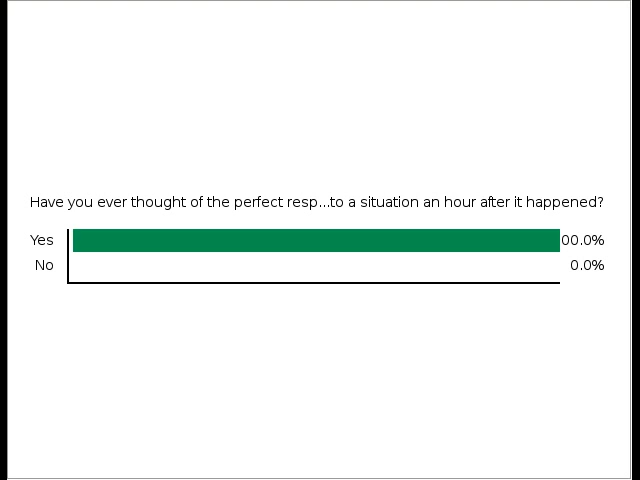 Have you ever thought of the perfect resp...to a situation an hour after it happened?
Yes 00.0%
No 0.0%